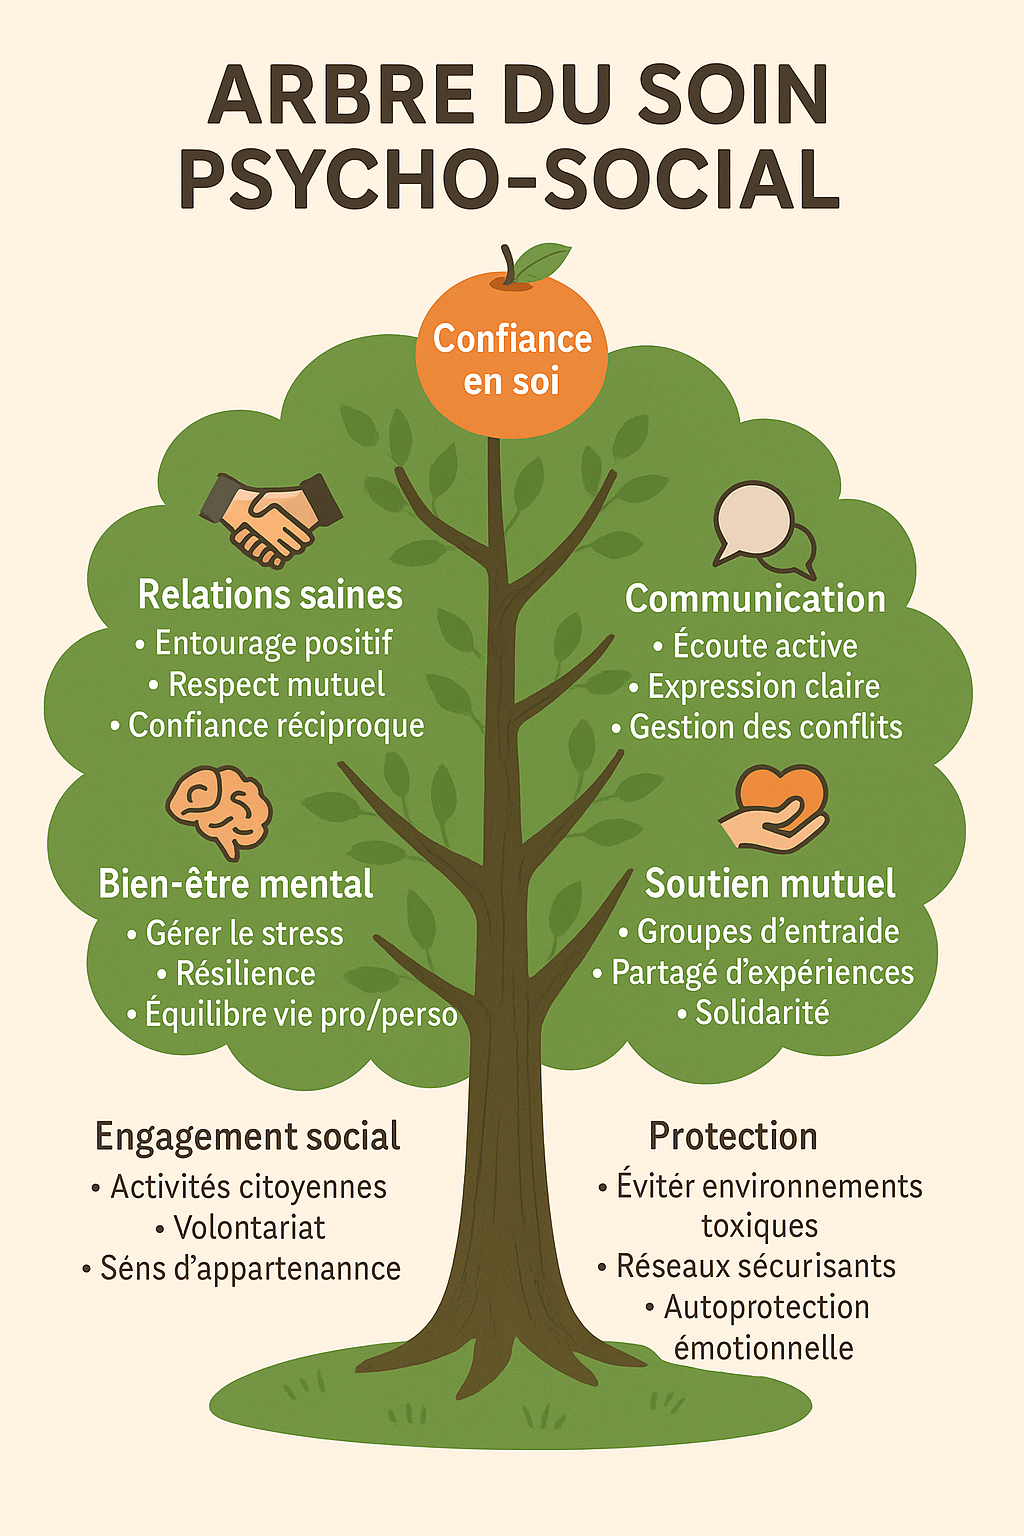 ARBRE DU SOIN
PSYCHO-SOCIAL
Confiance
en soi
Relations saines
• Entourage positif
• Respect mutuel
• Confiance réciproque
Communication
• Écoute active
• Expression claire
• Gestion des conflits
Bien-être mental
• Gérer le stress
• Résilience
• Équilibre vie pro/perso
Soutien mutuel
• Groupes d'entraide
• Partagé d'expériences
• Solidarité
Engagement social
• Activités citoyennes
• Volontariat
• Séns d'appartenannce
Protection
• Évitér environnements
toxiques
• Réseaux sécurisants
• Autoprotection
émotionnelle